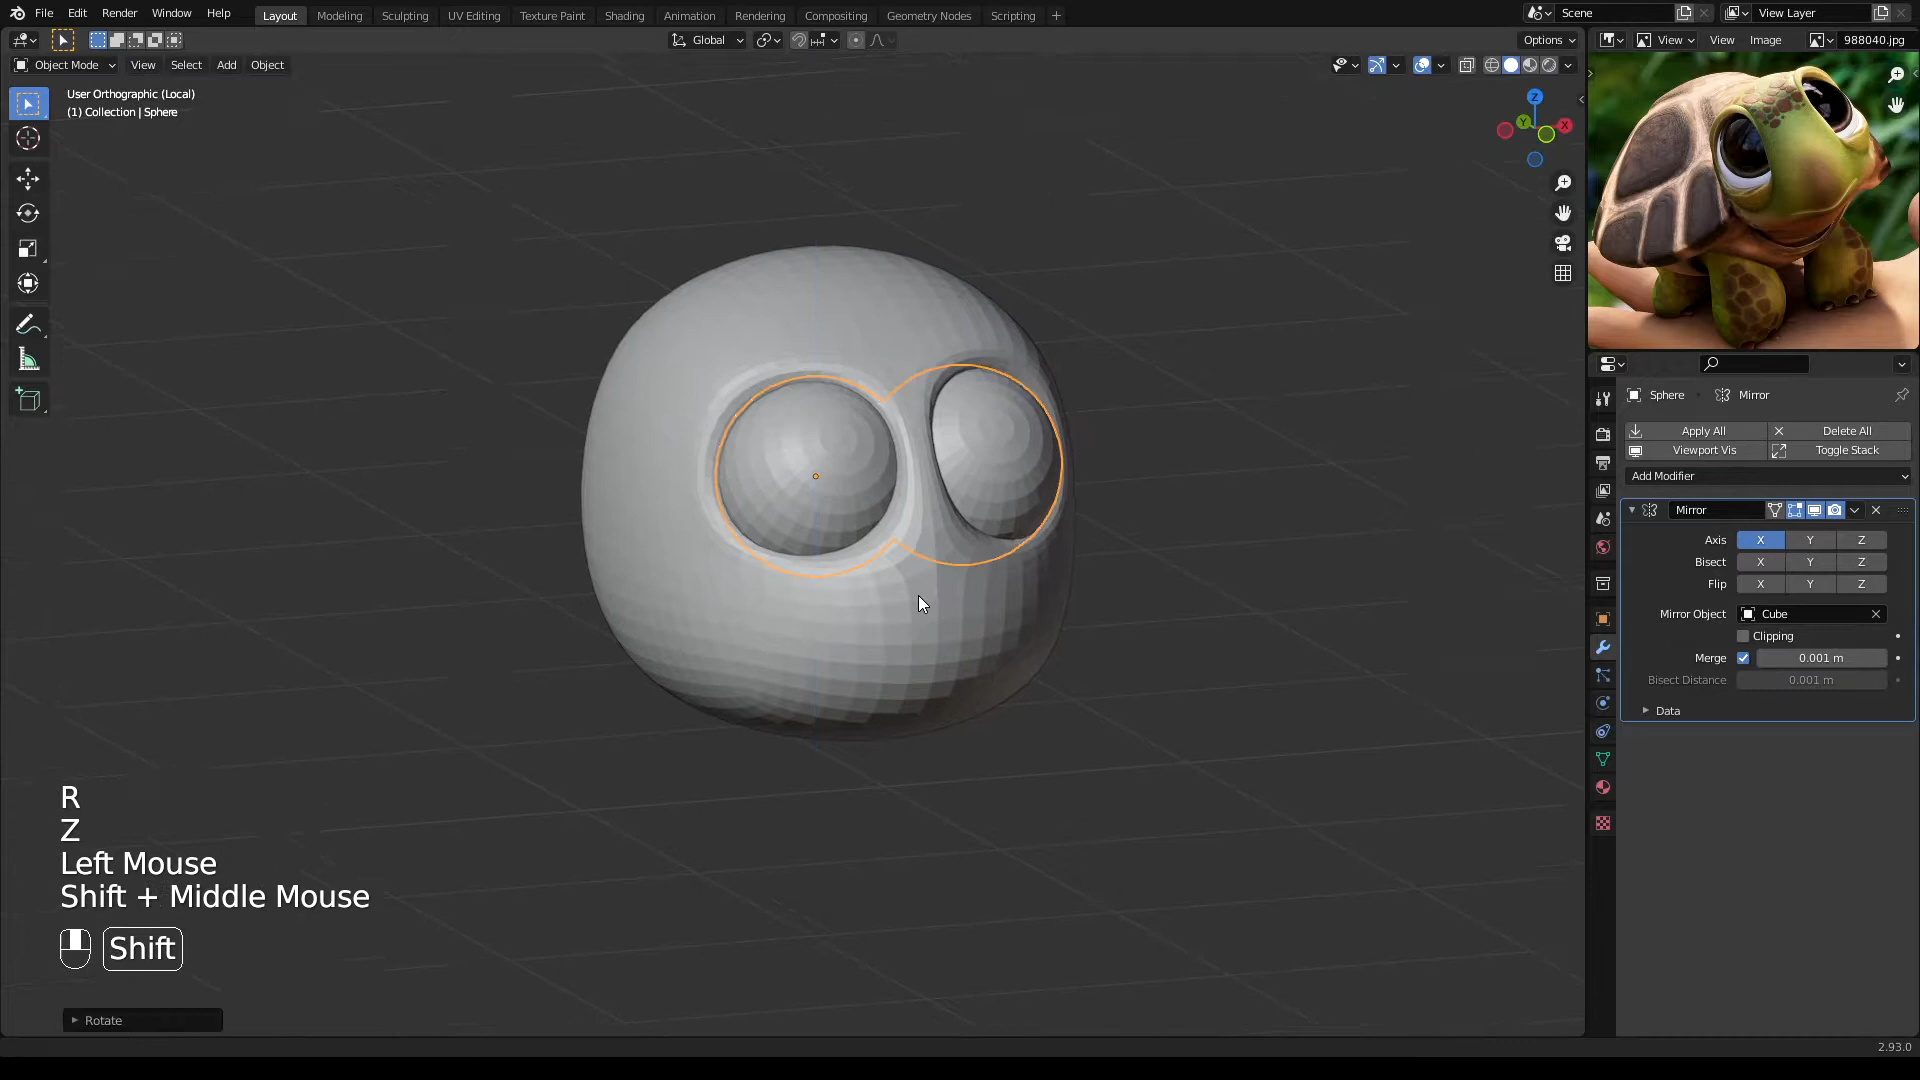 File Edit Render Window Help Layout Modeling Sculpting UV Editing Texture Paint Shading Animation Rendering Compositing Geometry Nodes Scripting + Scene View Layer
Global Options View View Image 988040.jpg
Object Mode View Select Add Object
User Orthographic (Local)
(1) Collection | Sphere
Z
Y
X
Sphere Mirror
Apply All Delete All
Viewport Vis Toggle Stack
Add Modifier
Mirror
Axis X Y Z
Bisect X Y Z
Flip X Y Z
Mirror Object Cube
Clipping
Merge 0.001 m
Bisect Distance 0.001 m
Data
R
Z
Left Mouse
Shift + Middle Mouse
Shift
Rotate
2.93.0